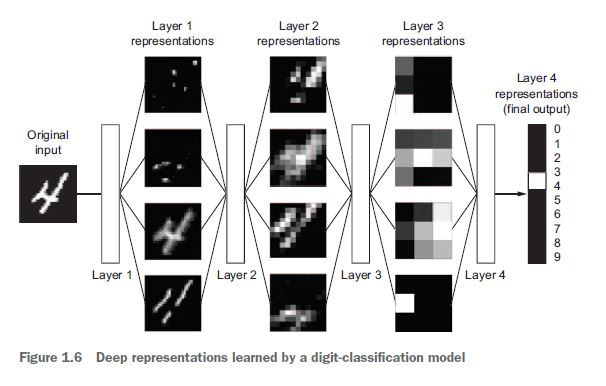 Layer 1
representations
Layer 2
representations
Layer 3
representations
Layer 4
representations
(final output)
Original
input
0
1
2
3
4
5
6
7
8
9
Layer 1
Layer 2
Layer 3
Layer 4
Figure 1.6 Deep representations learned by a digit-classification model